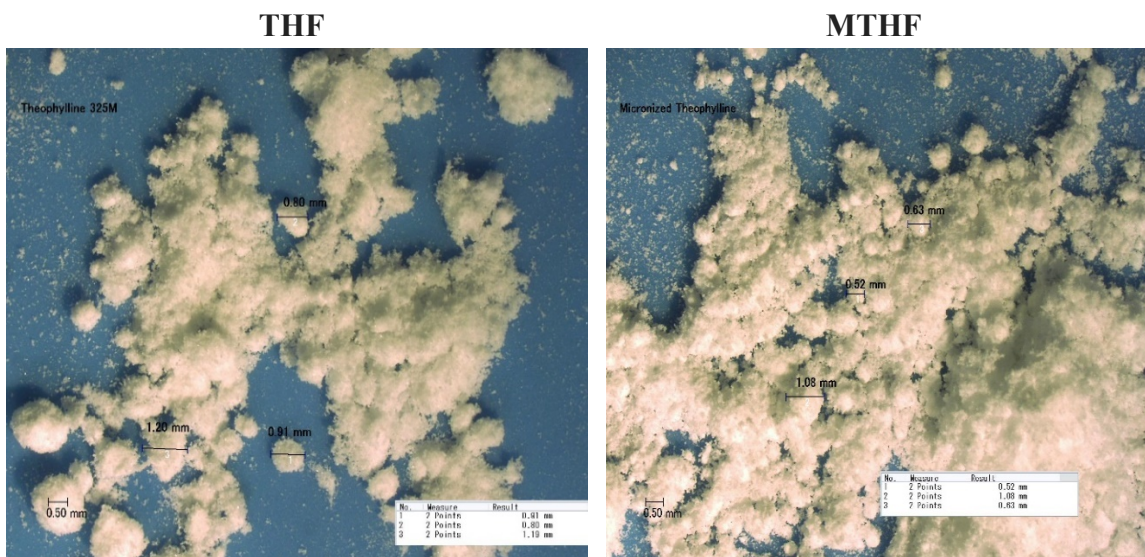 THF
MTHF
Theophylline 325M
0.80 mm
1.20 mm
0.91 mm
0.50 mm
No. Measure Result
1 2 Points 0.91 mm
2 2 Points 0.80 mm
3 2 Points 1.19 mm
Micronized Theophylline
0.63 mm
0.52 mm
1.08 mm
0.50 mm
No. Measure Result
1 2 Points 0.52 mm
2 2 Points 1.08 mm
3 2 Points 0.63 mm